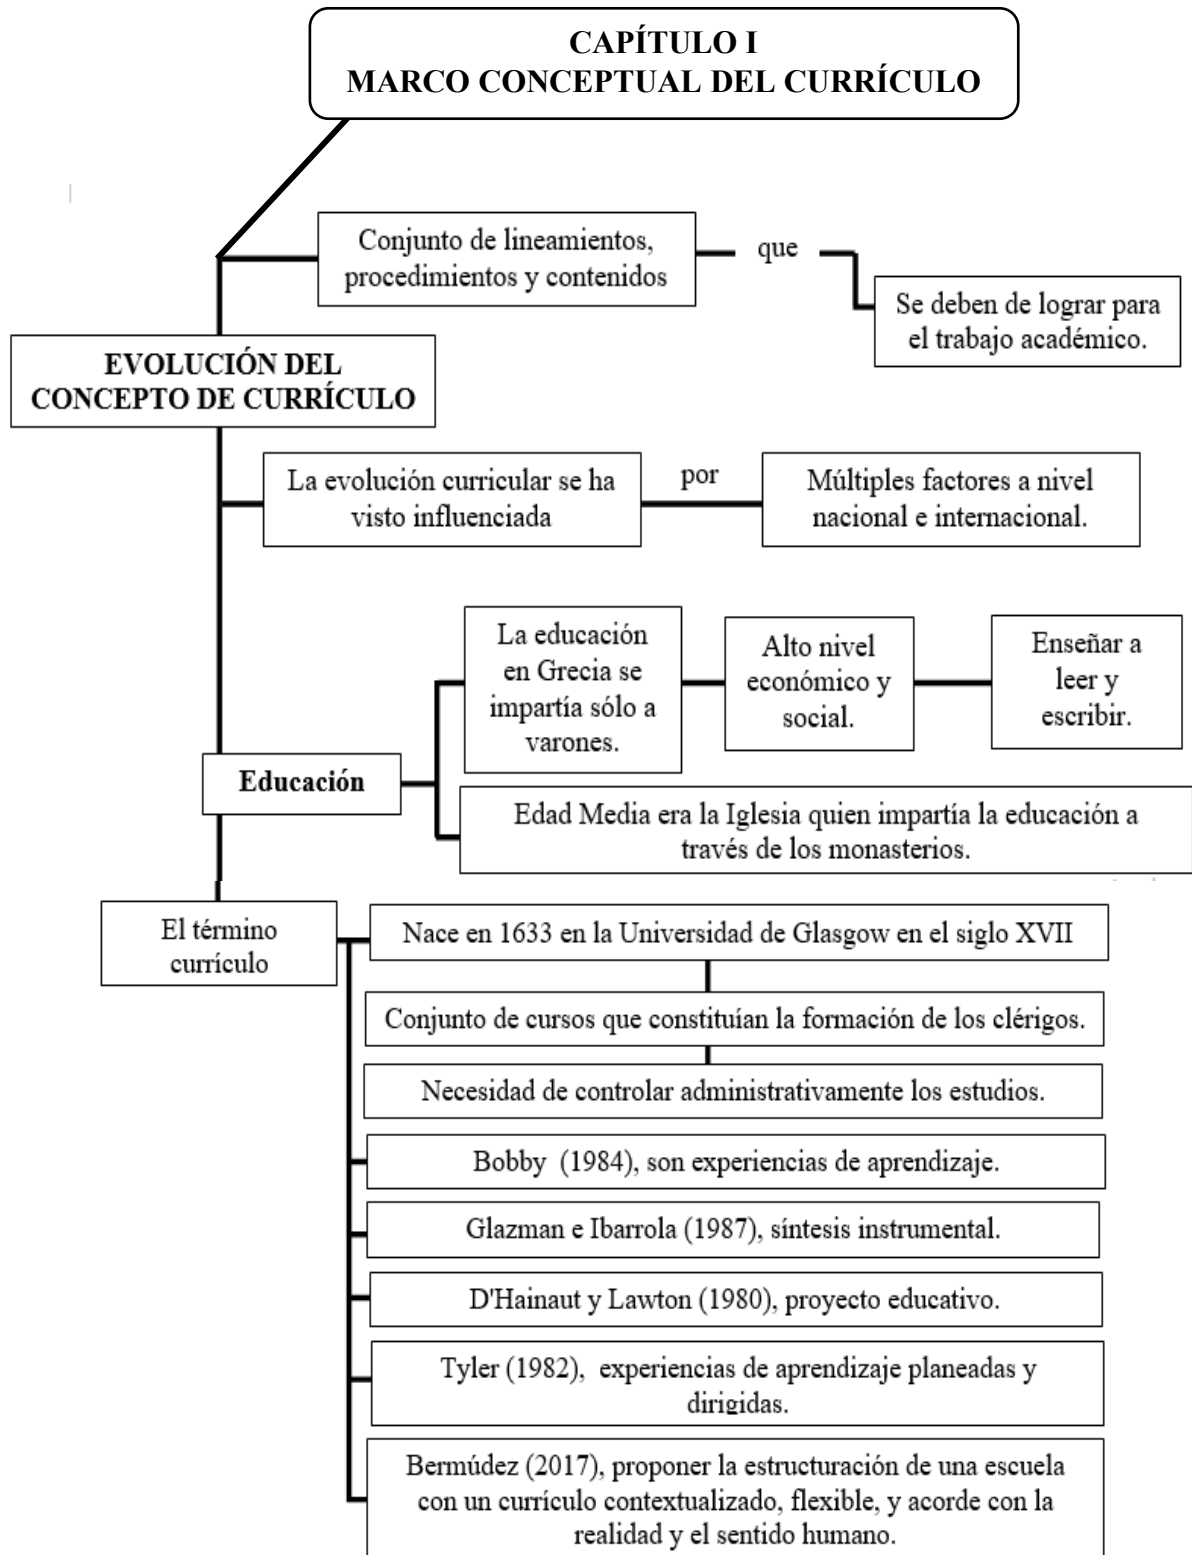 CAPÍTULO I
MARCO CONCEPTUAL DEL CURRÍCULO
Conjunto de lineamientos,
procedimientos y contenidos
que
Se deben de lograr para
el trabajo académico.
EVOLUCIÓN DEL
CONCEPTO DE CURRÍCULO
La evolución curricular se ha
visto influenciada
por
Múltiples factores a nivel
nacional e internacional.
Educación
La educación
en Grecia se
impartía sólo a
varones.
Alto nivel
económico y
social.
Enseñar a
leer y
escribir.
Edad Media era la Iglesia quien impartía la educación a
través de los monasterios.
El término
currículo
Nace en 1633 en la Universidad de Glasgow en el siglo XVII
Conjunto de cursos que constituían la formación de los clérigos.
Necesidad de controlar administrativamente los estudios.
Bobby (1984), son experiencias de aprendizaje.
Glazman e Ibarrola (1987), síntesis instrumental.
D'Hainaut y Lawton (1980), proyecto educativo.
Tyler (1982), experiencias de aprendizaje planeadas y
dirigidas.
Bermúdez (2017), proponer la estructuración de una escuela
con un currículo contextualizado, flexible, y acorde con la
realidad y el sentido humano.